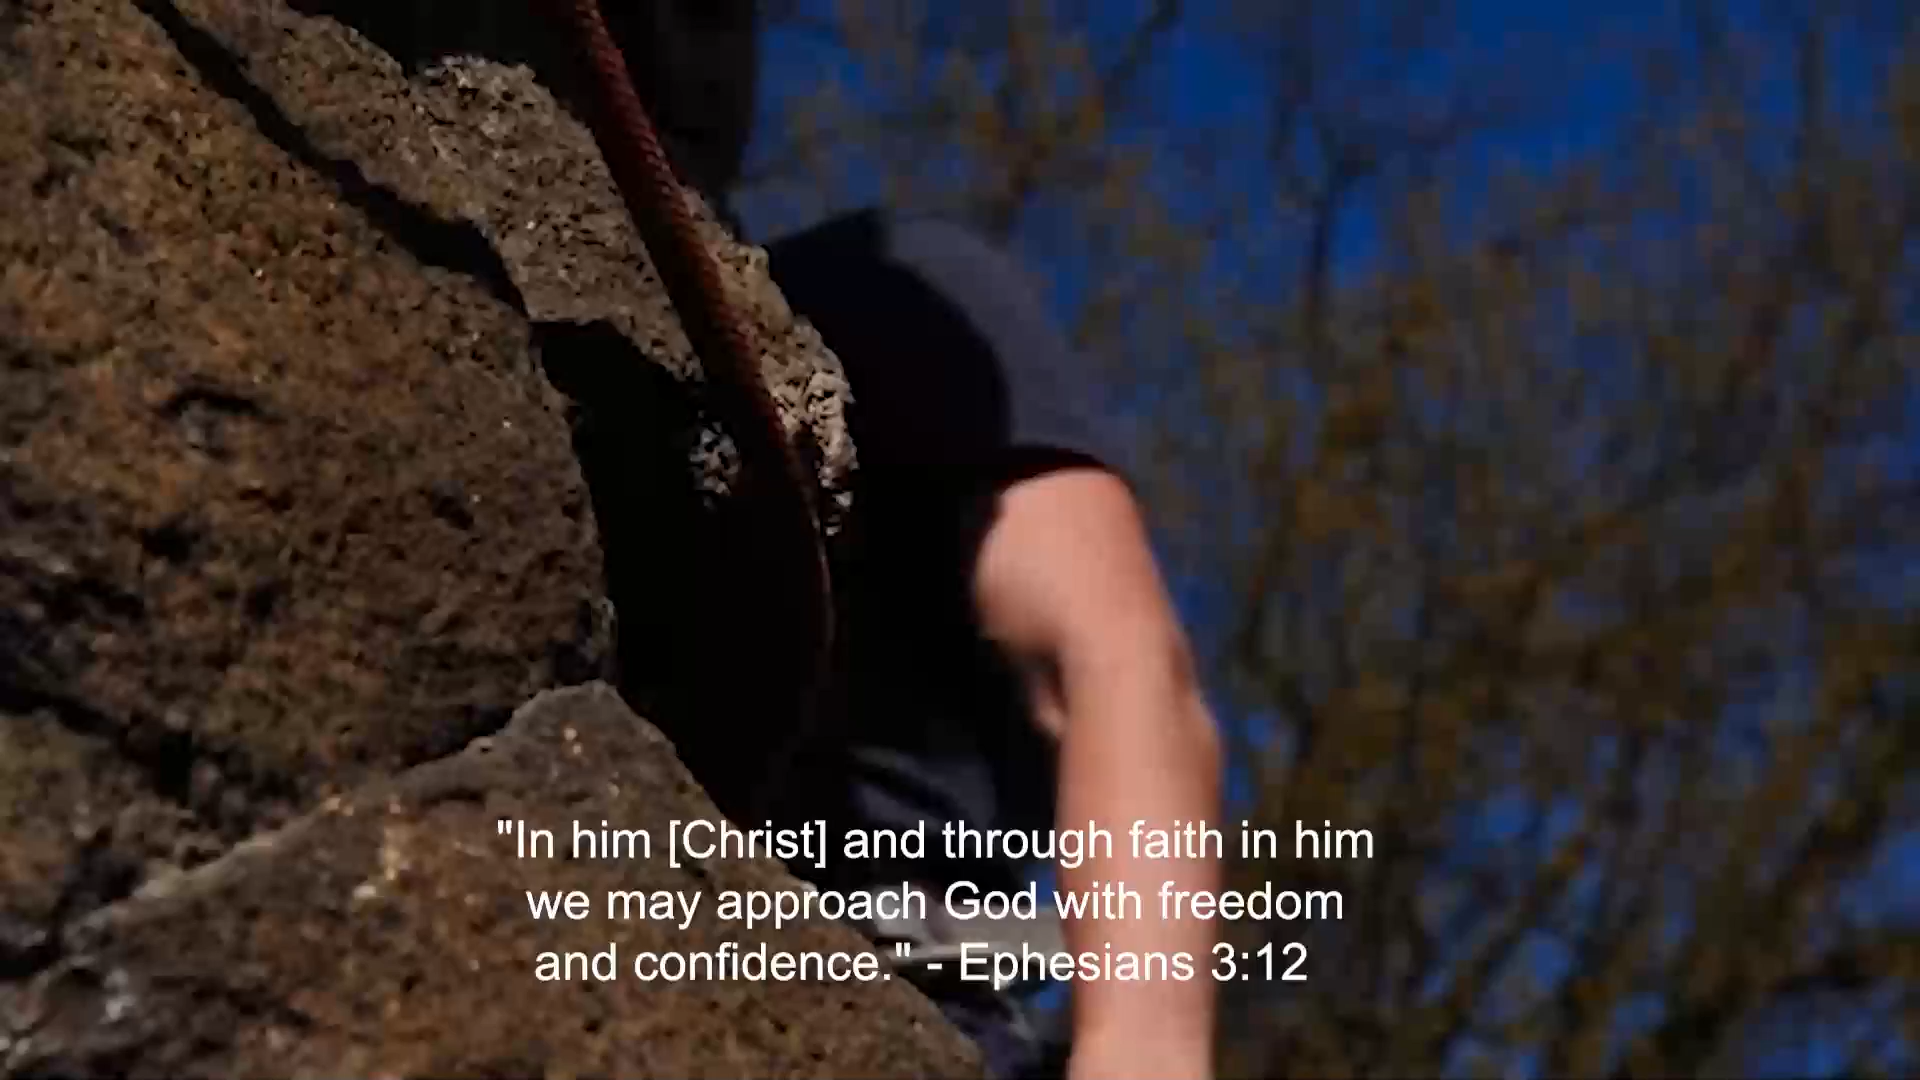 "In him [Christ] and through faith in him
we may approach God with freedom
and confidence." - Ephesians 3:12